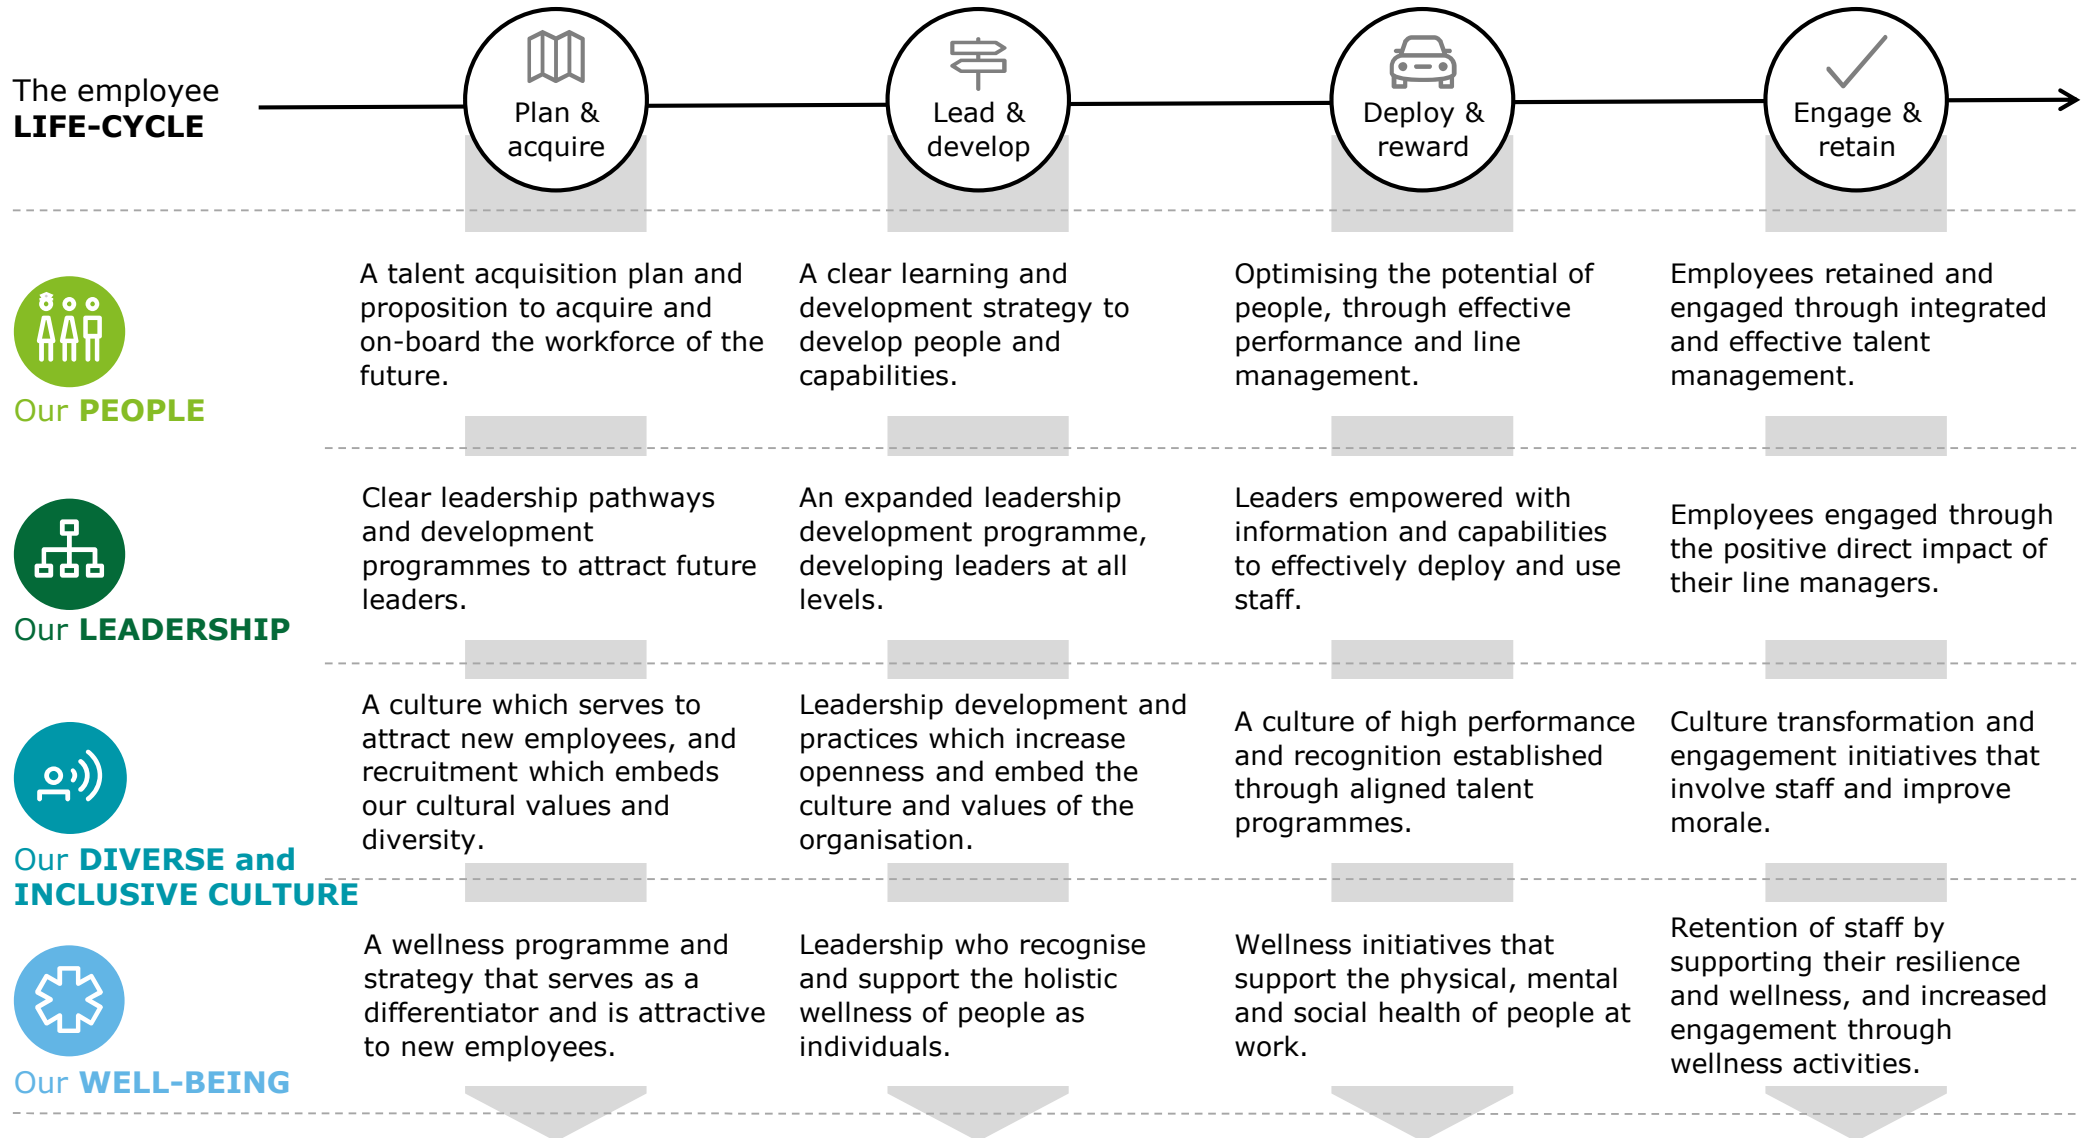 The employee
LIFE-CYCLE
Plan &
acquire
Lead &
develop
Deploy &
reward
Engage &
retain
Our PEOPLE
A talent acquisition plan and
proposition to acquire and
on-board the workforce of the
future.
A clear learning and
development strategy to
develop people and
capabilities.
Optimising the potential of
people, through effective
performance and line
management.
Employees retained and
engaged through integrated
and effective talent
management.
Our LEADERSHIP
Clear leadership pathways
and development
programmes to attract future
leaders.
An expanded leadership
development programme,
developing leaders at all
levels.
Leaders empowered with
information and capabilities
to effectively deploy and use
staff.
Employees engaged through
the positive direct impact of
their line managers.
Our DIVERSE and
INCLUSIVE CULTURE
A culture which serves to
attract new employees, and
recruitment which embeds
our cultural values and
diversity.
Leadership development and
practices which increase
openness and embed the
culture and values of the
organisation.
A culture of high performance
and recognition established
through aligned talent
programmes.
Culture transformation and
engagement initiatives that
involve staff and improve
morale.
Our WELL-BEING
A wellness programme and
strategy that serves as a
differentiator and is attractive
to new employees.
Leadership who recognise
and support the holistic
wellness of people as
individuals.
Wellness initiatives that
support the physical, mental
and social health of people at
work.
Retention of staff by
supporting their resilience
and wellness, and increased
engagement through
wellness activities.